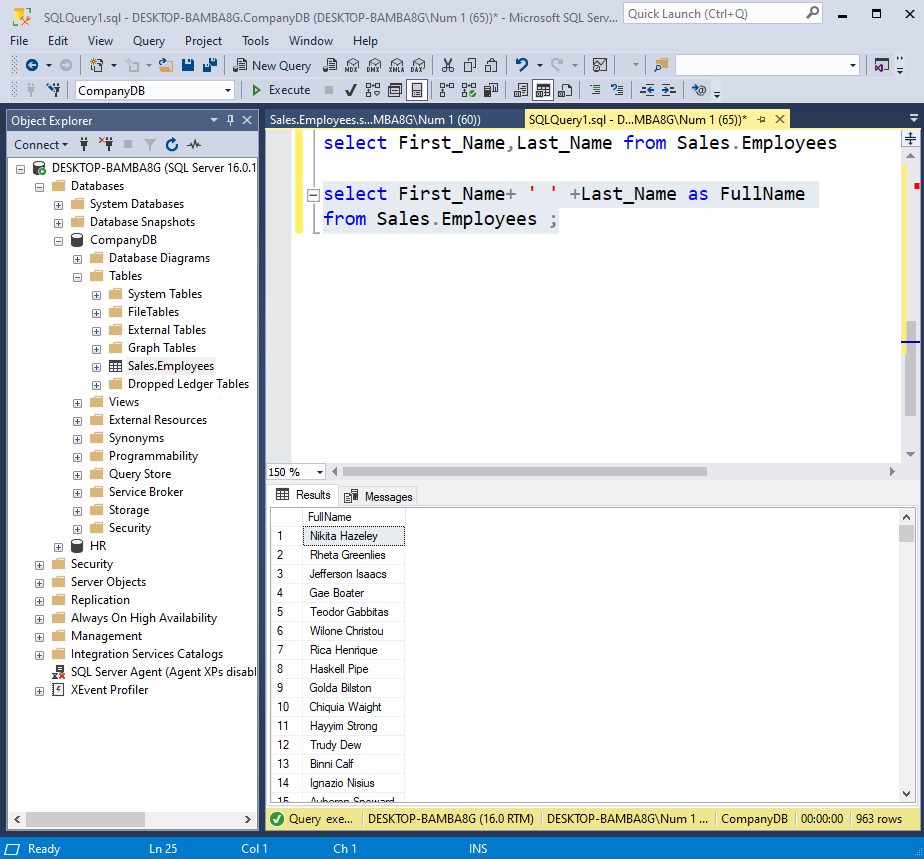 SQLQuery1.sql - DESKTOP-BAMBA8G.CompanyDB (DESKTOP-BAMBA8G\Num 1 (65))* - Microsoft SQL Serv...
Quick Launch (Ctrl+Q)
File Edit View Query Project Tools Window Help
New Query MDX DMX XMLA DAX
CompanyDB Execute
Object Explorer
Sales.Employees.s...MBA8G\Num 1 (60))
SQLQuery1.sql - D...MBA8G\Num 1 (65))*
Connect
DESKTOP-BAMBA8G (SQL Server 16.0.1
Databases
System Databases
Database Snapshots
CompanyDB
Database Diagrams
Tables
System Tables
FileTables
External Tables
Graph Tables
Sales.Employees
Dropped Ledger Tables
Views
External Resources
Synonyms
Programmability
Query Store
Service Broker
Storage
Security
HR
Security
Server Objects
Replication
Always On High Availability
Management
Integration Services Catalogs
SQL Server Agent (Agent XPs disabl
XEvent Profiler
select First_Name,Last_Name from Sales.Employees
select First_Name+ ' ' +Last_Name as FullName
from Sales.Employees ;
150 %
Results Messages
FullName
1 Nikita Hazeley
2 Rheta Greenlies
3 Jefferson Isaacs
4 Gae Boater
5 Teodor Gabbitas
6 Wilone Christou
7 Rica Henrique
8 Haskell Pipe
9 Golda Bilston
10 Chiquia Waight
11 Hayyim Strong
12 Trudy Dew
13 Binni Calf
14 Ignazio Nisius
15
Query exe... DESKTOP-BAMBA8G (16.0 RTM) DESKTOP-BAMBA8G\Num 1 ... CompanyDB 00:00:00 963 rows
Ready Ln 25 Col 1 Ch 1 INS